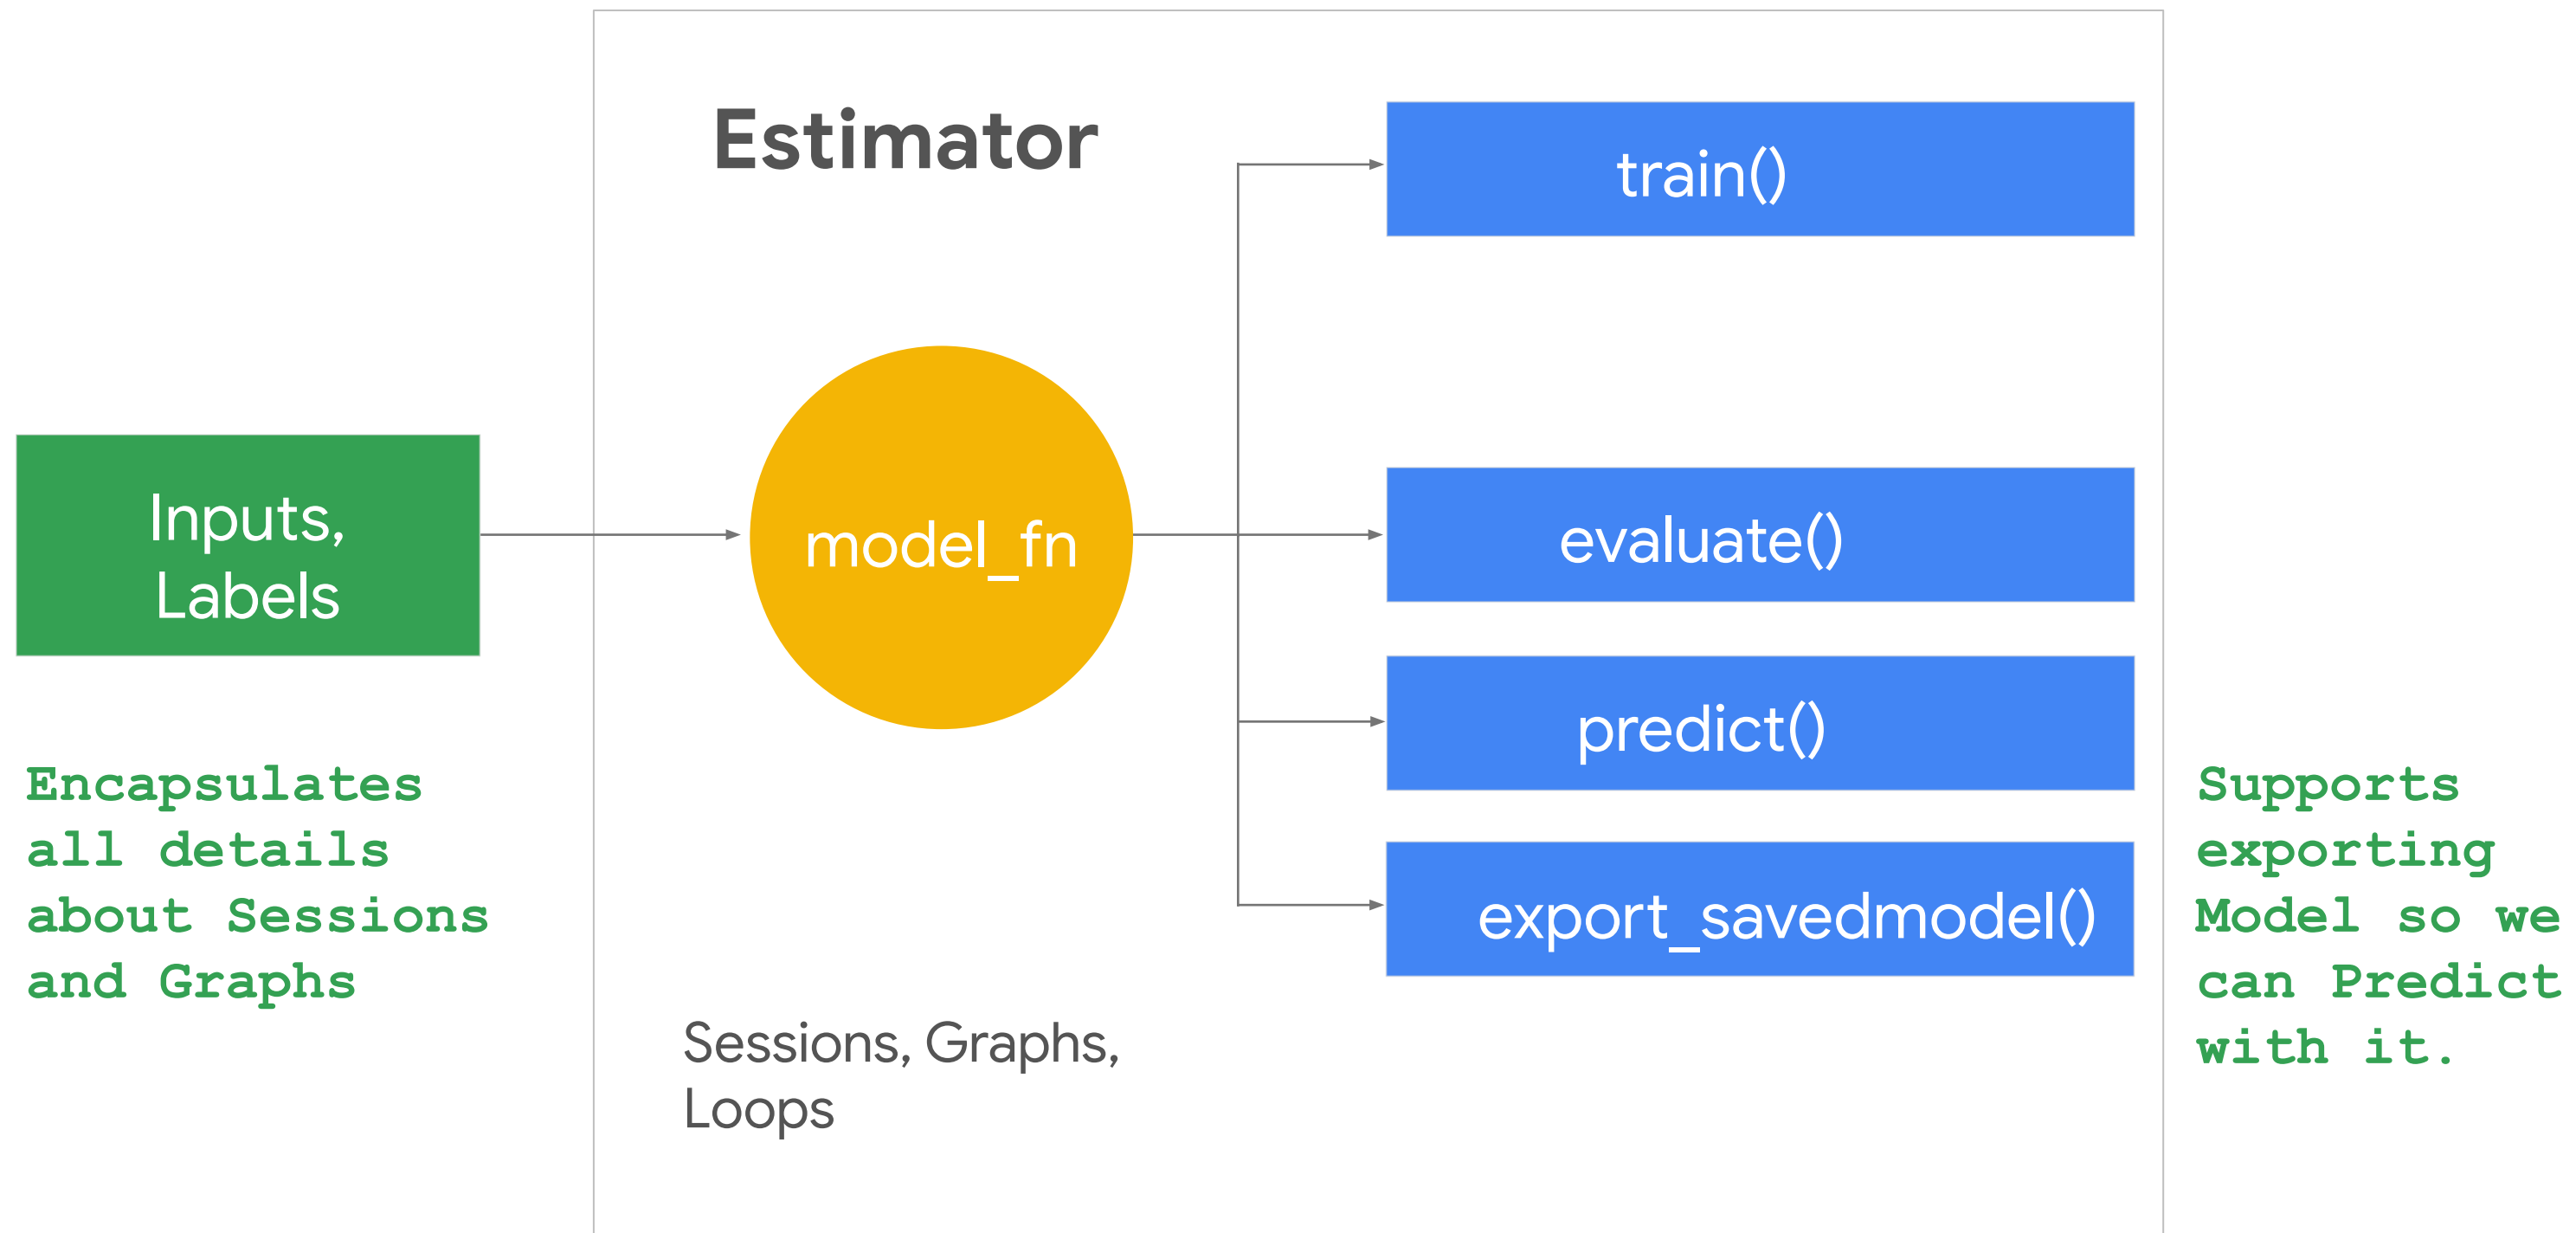 Estimator
train()
Inputs,
Labels
model_fn
evaluate()
predict()
export_savedmodel()
Encapsulates
all details
about Sessions
and Graphs
Sessions, Graphs,
Loops
Supports
exporting
Model so we
can Predict
with it.